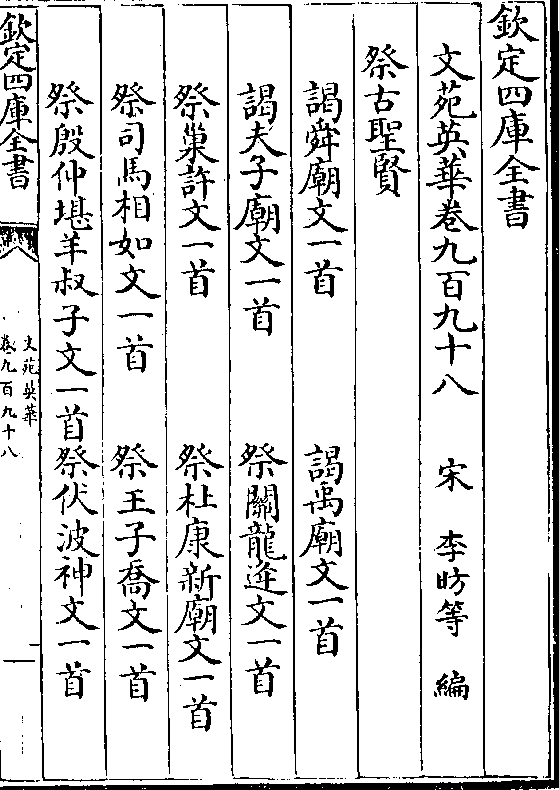 欽定四庫全書
文苑英華卷九百九十八 宋 李昉等 編
祭古聖賢
謁舜廟文一首 謁禹廟文一首
謁夫子廟文一首 祭關龍逄文一首
祭巢許文一首 祭杜康新廟文一首
祭司馬相如文一首 祭王子喬文一首
祭殷仲堪羊叔子文一首祭伏波神文一首
欽定四庫全書
文苑英華
卷九百九十八
一